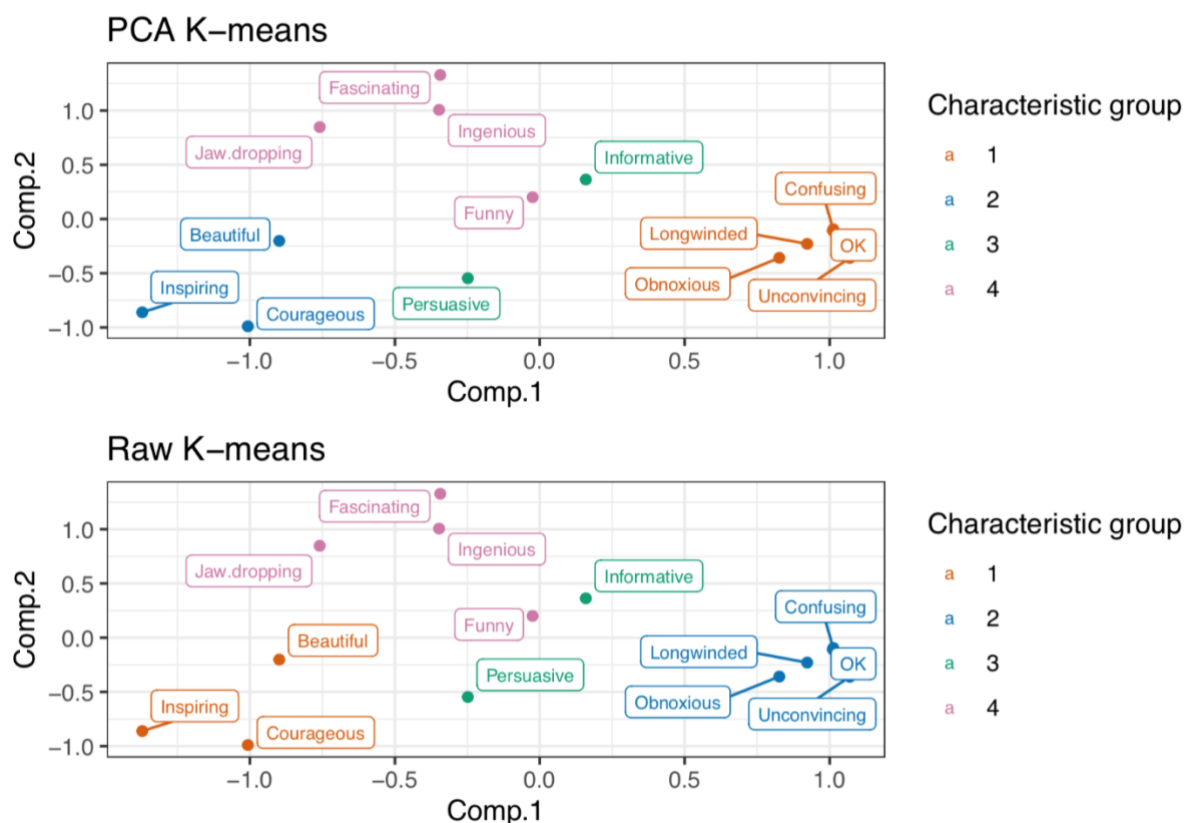 PCA K−means
Fascinating
Ingenious
Jaw.dropping
Informative
Funny
Confusing
Beautiful
Longwinded
OK
Obnoxious
Inspiring
Unconvincing
Courageous
Persuasive
1.0
0.5
0.0
−0.5
−1.0
Comp.2
−1.0 −0.5 0.0 0.5 1.0
Comp.1
Characteristic group
a 1
a 2
a 3
a 4
Raw K−means
Fascinating
Ingenious
Jaw.dropping
Informative
Funny
Confusing
Beautiful
Longwinded
OK
Persuasive
Obnoxious
Inspiring
Unconvincing
Courageous
1.0
0.5
0.0
−0.5
−1.0
Comp.2
−1.0 −0.5 0.0 0.5 1.0
Comp.1
Characteristic group
a 1
a 2
a 3
a 4